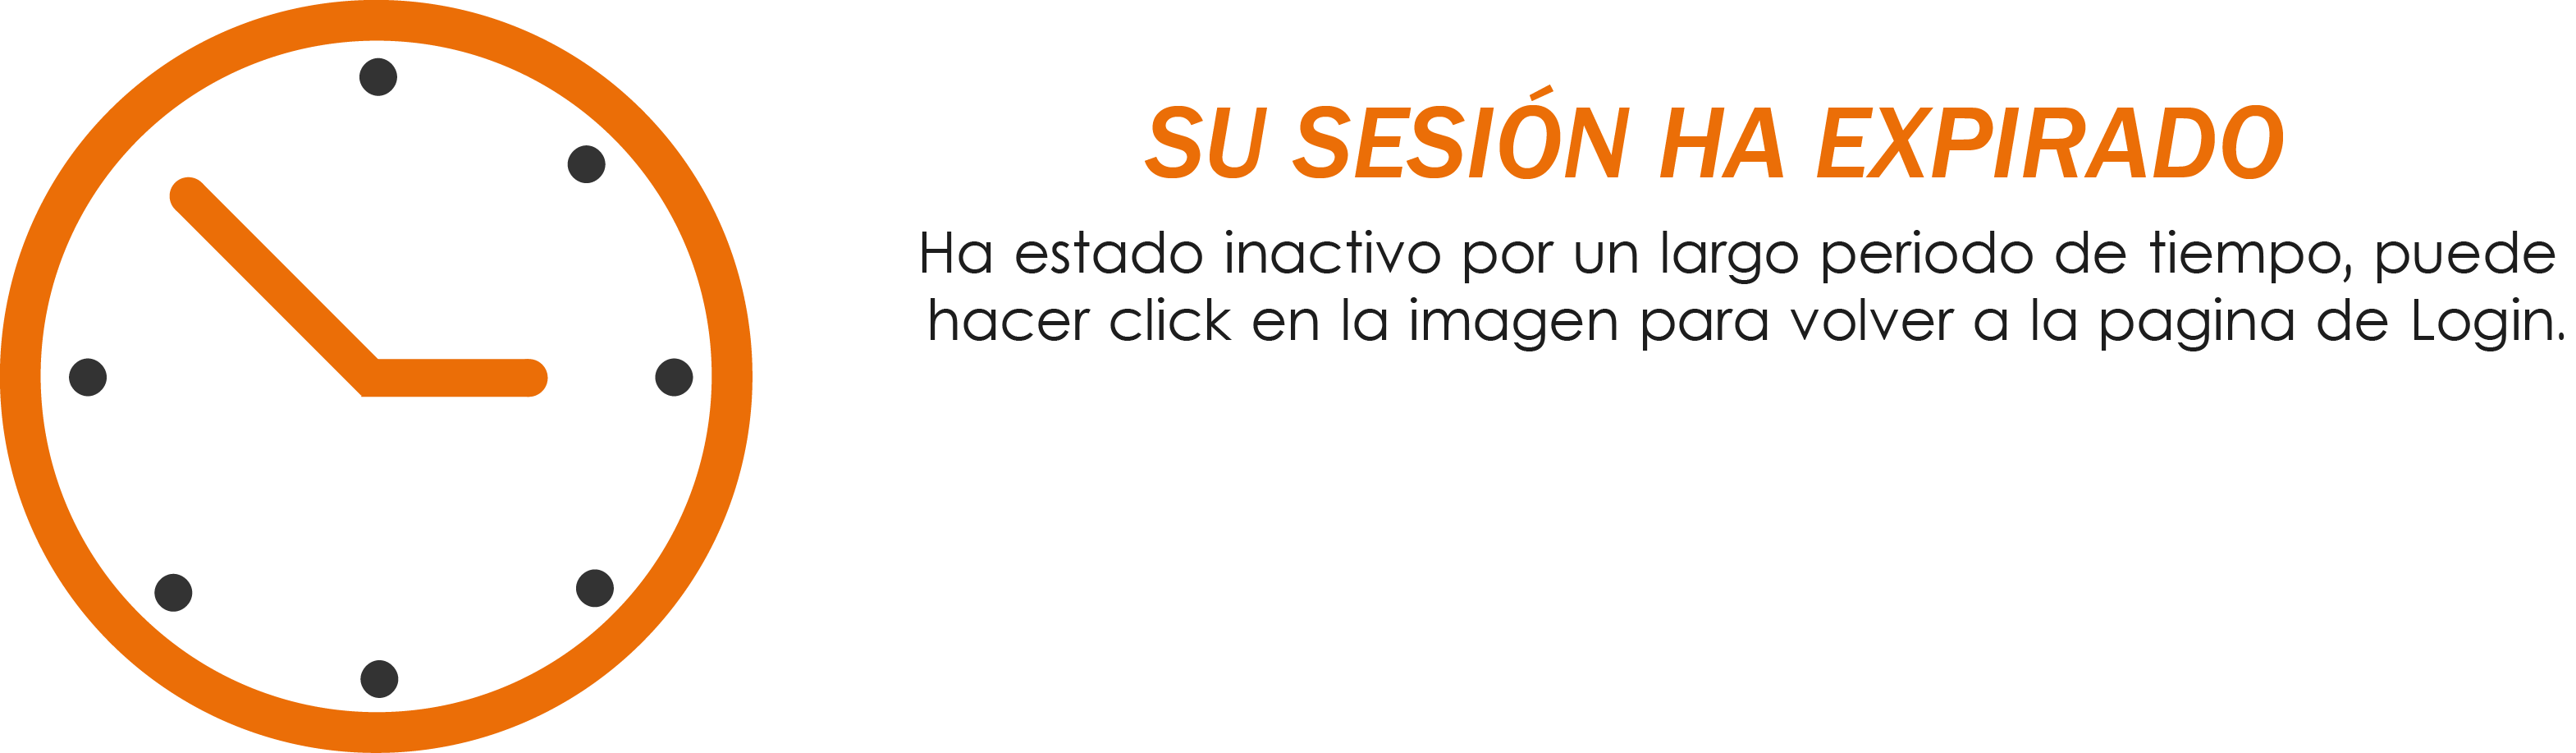 SU SESIÓN HA EXPIRADO
Ha estado inactivo por un largo periodo de tiempo, puede
hacer click en la imagen para volver a la pagina de Login.